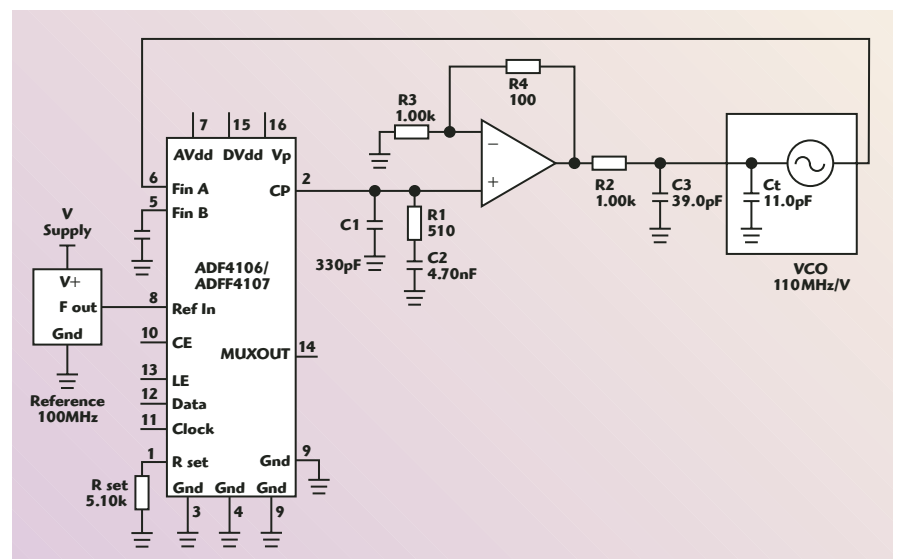 R4
100
R3
1.00k
7
15
16
AVdd DVdd Vp
6
Fin A
CP
2
5
Fin B
−
+
R2
1.00k
C3
39.0pF
Ct
11.0pF
VCO
110MHz/V
C1
330pF
R1
510
C2
4.70nF
V
Supply
V+
F out
Gnd
Reference
100MHz
ADF4106/
ADFF4107
8
Ref In
10
CE
MUXOUT
14
13
LE
12
Data
11
Clock
1
R set
Gnd
9
R set
5.10k
Gnd Gnd Gnd
3
4
9